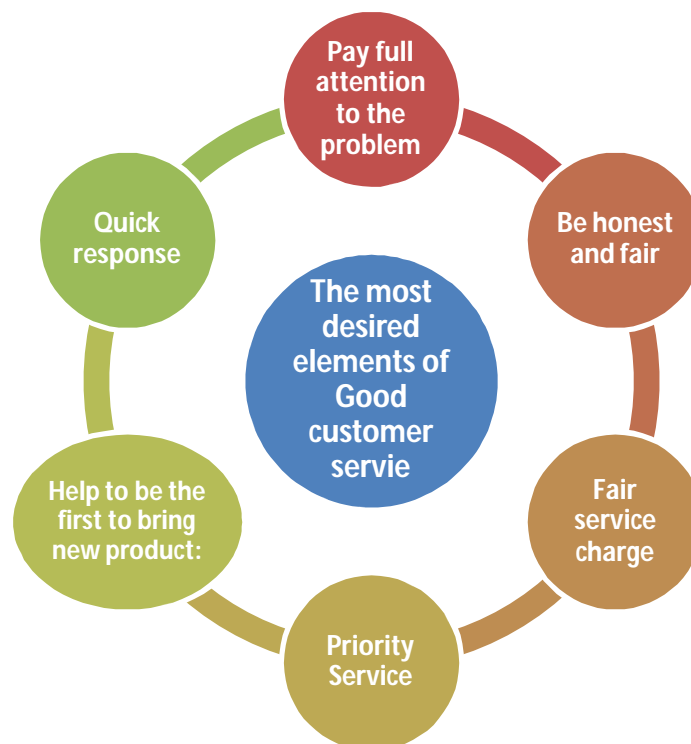 Pay full
attention
to the
problem
Be honest
and fair
Fair
service
charge
Priority
Service
Help to be the
first to bring
new product:
Quick
response
The most
desired
elements of
Good
customer
servie